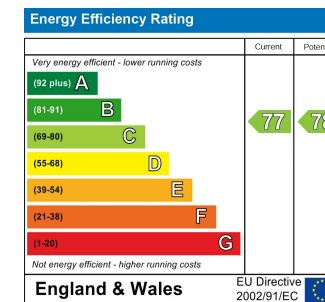 Energy Efficiency Rating
Current
Very energy efficient - lower running costs
(92 plus) A
(81-91) B
77
(69-80) C
(55-68) D
(39-54) E
(21-38) F
(1-20) G
Not energy efficient - higher running costs
England & Wales
EU Directive
2002/91/EC